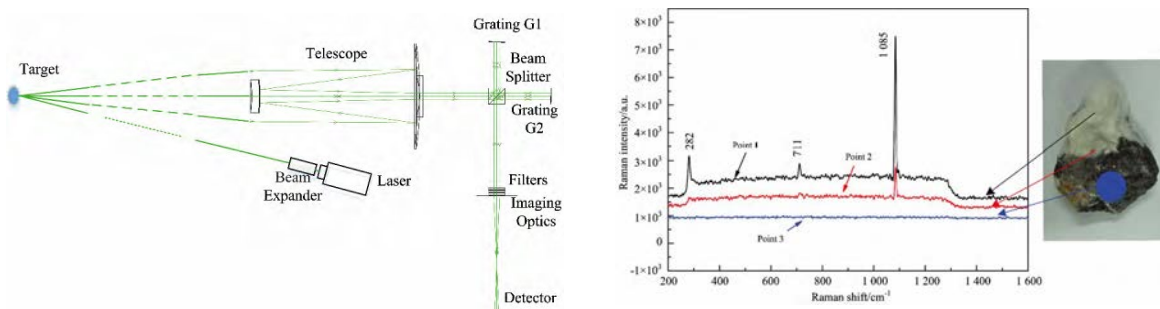 Grating G1
Telescope
Beam
Splitter
Target
Grating
G2
Beam
Expander
Laser
Filters
Imaging
Optics
Detector
Raman intensity/a.u.
8×10³
7×10³
6×10³
5×10³
4×10³
3×10³
2×10³
1×10³
0
-1×10³
1 085
282
711
Point 1
Point 2
Point 3
200 400 600 800 1 000 1 200 1 400 1 600
Raman shift/cm⁻¹